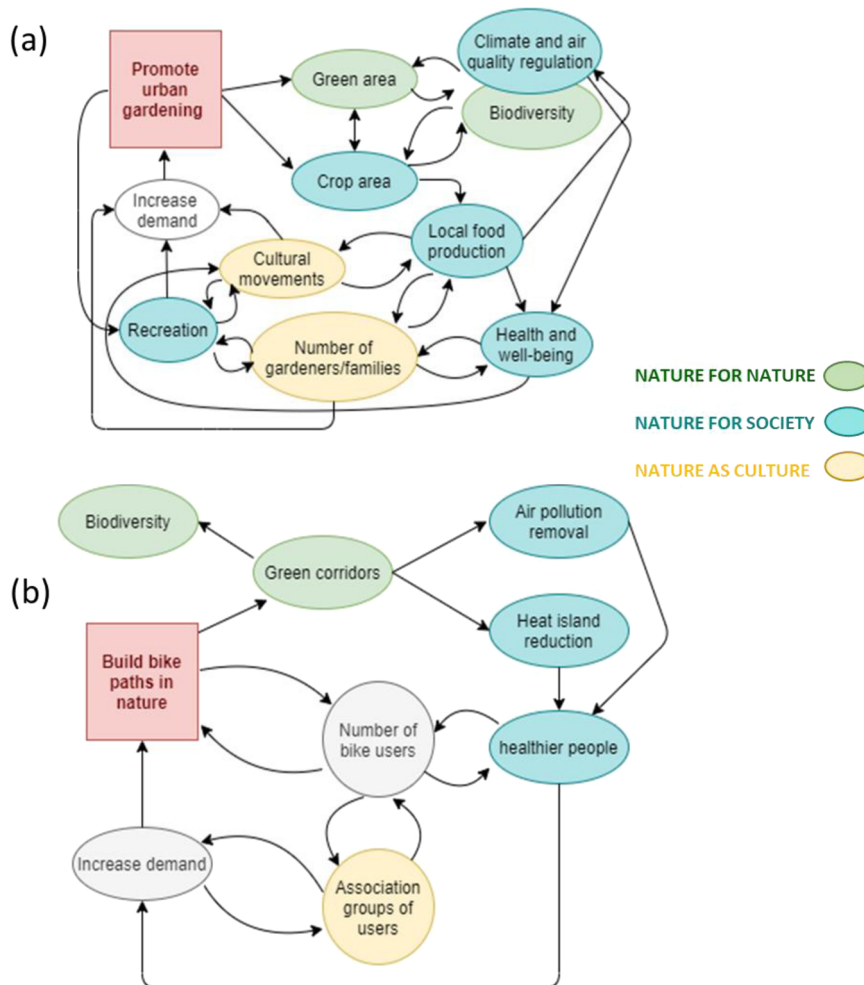 (a)
Promote
urban
gardening
Green area
Climate and air
quality regulation
Biodiversity
Crop area
Increase
demand
Local food
production
Cultural
movements
Recreation
Number of
gardeners/families
Health and
well-being
NATURE FOR NATURE
NATURE FOR SOCIETY
NATURE AS CULTURE
Biodiversity
Air pollution
removal
Green corridors
(b)
Heat island
reduction
Build bike
paths in
nature
Number of
bike users
healthier people
Increase demand
Association
groups of
users